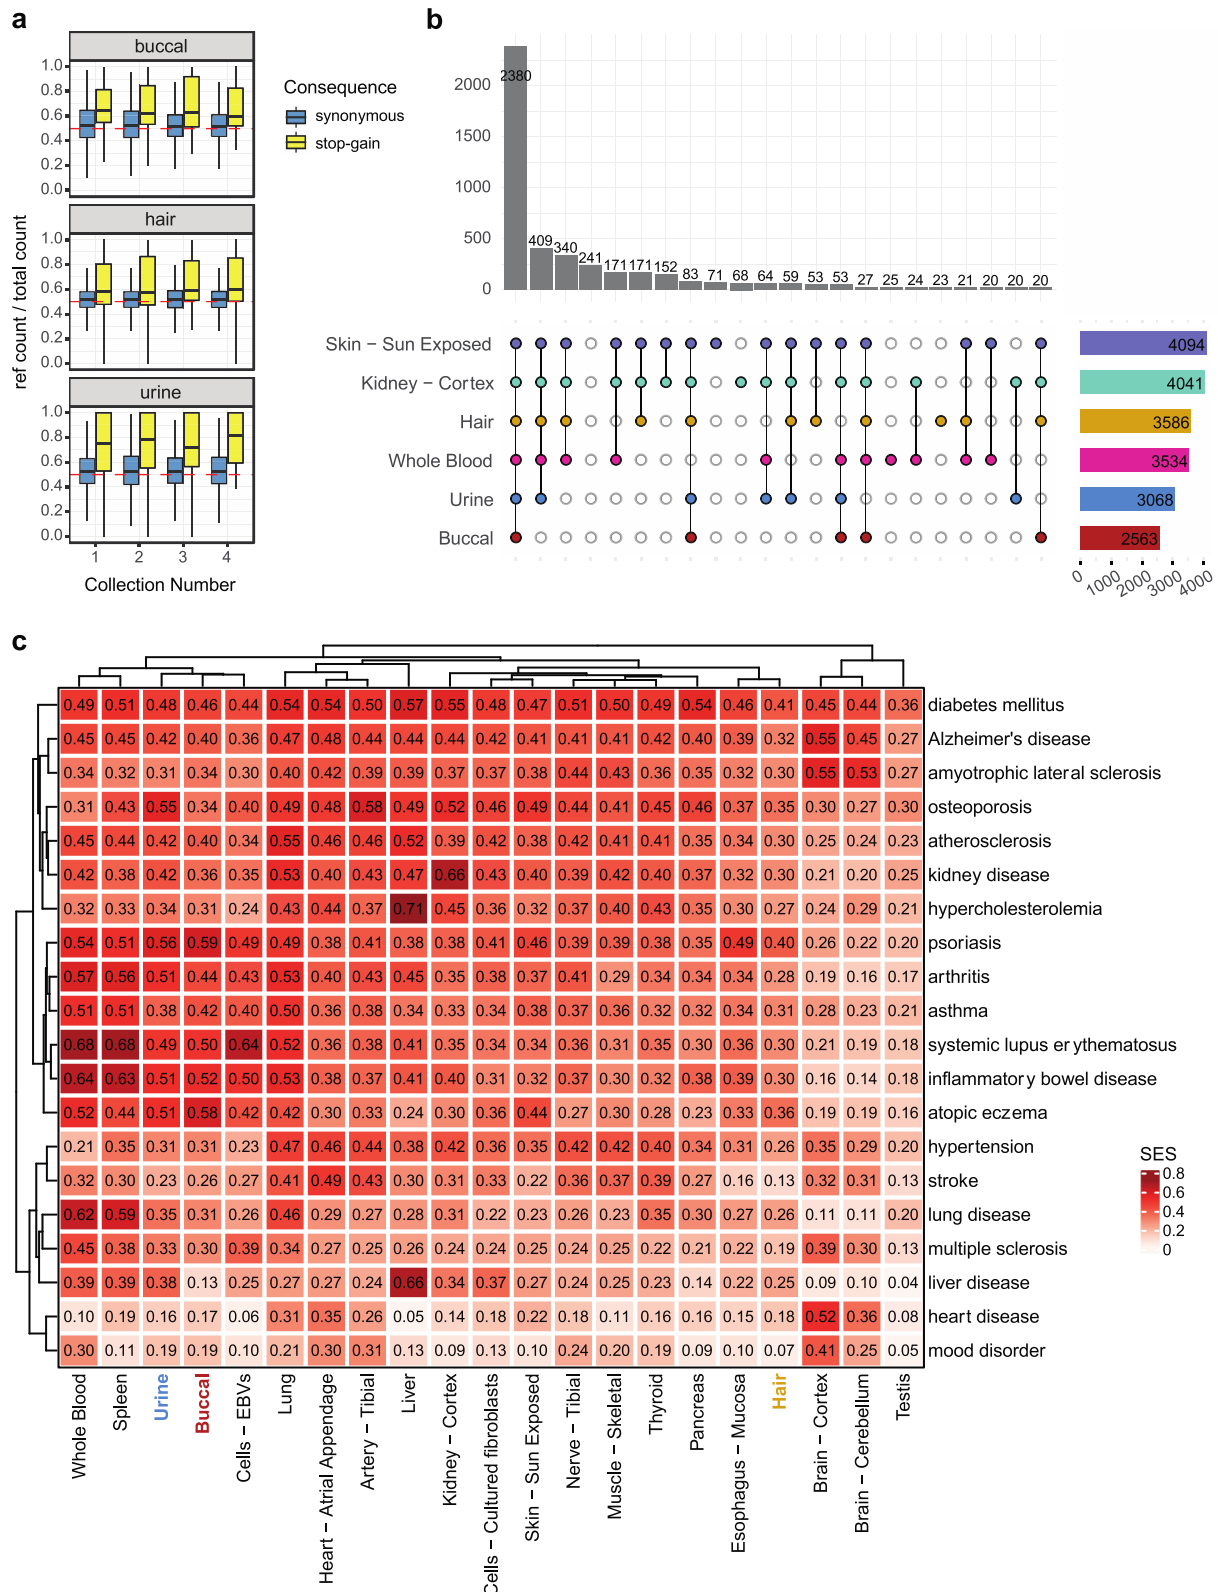 a
buccal
1.0
0.8
0.6
0.4
0.2
0.0
hair
1.0
0.8
0.6
0.4
0.2
0.0
urine
1.0
0.8
0.6
0.4
0.2
0.0
1 2 3 4
Collection Number
ref count / total count
Consequence
synonymous
stop-gain
b
2000
1500
1000
500
0
2380 409 340 241 171 171 152 83 71 68 64 59 53 53 27 25 24 23 21 20 20 20
Skin − Sun Exposed 4094
Kidney − Cortex 4041
Hair 3586
Whole Blood 3534
Urine 3068
Buccal 2563
0 1000 2000 3000 4000
c
0.49 0.51 0.48 0.46 0.44 0.54 0.54 0.50 0.57 0.55 0.48 0.47 0.51 0.50 0.49 0.54 0.46 0.41 0.45 0.44 0.36 diabetes mellitus
0.45 0.45 0.42 0.40 0.36 0.47 0.48 0.44 0.44 0.44 0.42 0.41 0.41 0.41 0.42 0.40 0.39 0.32 0.55 0.45 0.27 Alzheimer's disease
0.34 0.32 0.31 0.34 0.30 0.40 0.42 0.39 0.39 0.37 0.37 0.38 0.44 0.43 0.36 0.35 0.32 0.30 0.55 0.53 0.27 amyotrophic lateral sclerosis
0.31 0.43 0.55 0.34 0.40 0.49 0.48 0.58 0.49 0.52 0.46 0.49 0.44 0.41 0.45 0.46 0.37 0.35 0.30 0.27 0.30 osteoporosis
0.45 0.44 0.42 0.40 0.34 0.55 0.46 0.46 0.52 0.39 0.42 0.38 0.42 0.41 0.41 0.35 0.34 0.30 0.25 0.24 0.23 atherosclerosis
0.42 0.38 0.42 0.36 0.35 0.53 0.40 0.43 0.47 0.66 0.43 0.40 0.39 0.42 0.40 0.37 0.32 0.30 0.21 0.20 0.25 kidney disease
0.32 0.33 0.34 0.31 0.24 0.43 0.44 0.37 0.71 0.45 0.36 0.32 0.37 0.40 0.43 0.35 0.30 0.27 0.24 0.29 0.21 hypercholesterolemia
0.54 0.51 0.56 0.59 0.49 0.49 0.38 0.41 0.38 0.38 0.41 0.46 0.39 0.39 0.38 0.35 0.49 0.40 0.26 0.22 0.20 psoriasis
0.57 0.56 0.51 0.44 0.43 0.53 0.40 0.43 0.45 0.35 0.38 0.37 0.41 0.29 0.34 0.34 0.34 0.28 0.19 0.16 0.17 arthritis
0.51 0.51 0.38 0.42 0.40 0.50 0.36 0.38 0.34 0.33 0.34 0.38 0.37 0.36 0.32 0.32 0.34 0.31 0.28 0.23 0.21 asthma
0.68 0.68 0.49 0.50 0.64 0.52 0.36 0.38 0.41 0.35 0.34 0.34 0.36 0.31 0.35 0.30 0.36 0.30 0.21 0.19 0.18 systemic lupus erythematosus
0.64 0.63 0.51 0.52 0.50 0.53 0.38 0.37 0.41 0.40 0.31 0.32 0.37 0.30 0.32 0.38 0.39 0.30 0.16 0.14 0.18 inflammatory bowel disease
0.52 0.44 0.51 0.58 0.42 0.42 0.30 0.33 0.24 0.30 0.36 0.44 0.27 0.30 0.28 0.23 0.33 0.36 0.19 0.19 0.16 atopic eczema
0.21 0.35 0.31 0.31 0.23 0.47 0.46 0.44 0.38 0.42 0.36 0.35 0.42 0.42 0.40 0.34 0.31 0.26 0.35 0.29 0.20 hypertension
0.32 0.30 0.23 0.26 0.27 0.41 0.49 0.43 0.30 0.31 0.33 0.22 0.36 0.37 0.39 0.27 0.16 0.13 0.32 0.31 0.13 stroke
0.62 0.59 0.35 0.31 0.26 0.46 0.29 0.27 0.28 0.31 0.22 0.23 0.26 0.23 0.35 0.30 0.27 0.26 0.11 0.11 0.20 lung disease
0.45 0.38 0.33 0.30 0.39 0.34 0.27 0.25 0.26 0.24 0.24 0.25 0.24 0.25 0.22 0.21 0.22 0.19 0.39 0.30 0.13 multiple sclerosis
0.39 0.39 0.38 0.13 0.25 0.27 0.27 0.24 0.66 0.34 0.37 0.27 0.24 0.25 0.23 0.14 0.22 0.25 0.09 0.10 0.04 liver disease
0.10 0.19 0.16 0.17 0.06 0.31 0.35 0.26 0.05 0.14 0.18 0.22 0.18 0.11 0.16 0.16 0.15 0.18 0.52 0.36 0.08 heart disease
0.30 0.11 0.19 0.19 0.10 0.21 0.30 0.31 0.13 0.09 0.13 0.10 0.24 0.20 0.19 0.09 0.10 0.07 0.41 0.25 0.05 mood disorder
Whole Blood
Spleen
Urine
Buccal
Cells − EBVs
Lung
Heart − Atrial Appendage
Artery − Tibial
Liver
Kidney − Cortex
Cells − Cultured fibroblasts
Skin − Sun Exposed
Nerve − Tibial
Muscle − Skeletal
Thyroid
Pancreas
Esophagus − Mucosa
Hair
Brain − Cortex
Brain − Cerebellum
Testis
SES
0.8
0.6
0.4
0.2
0